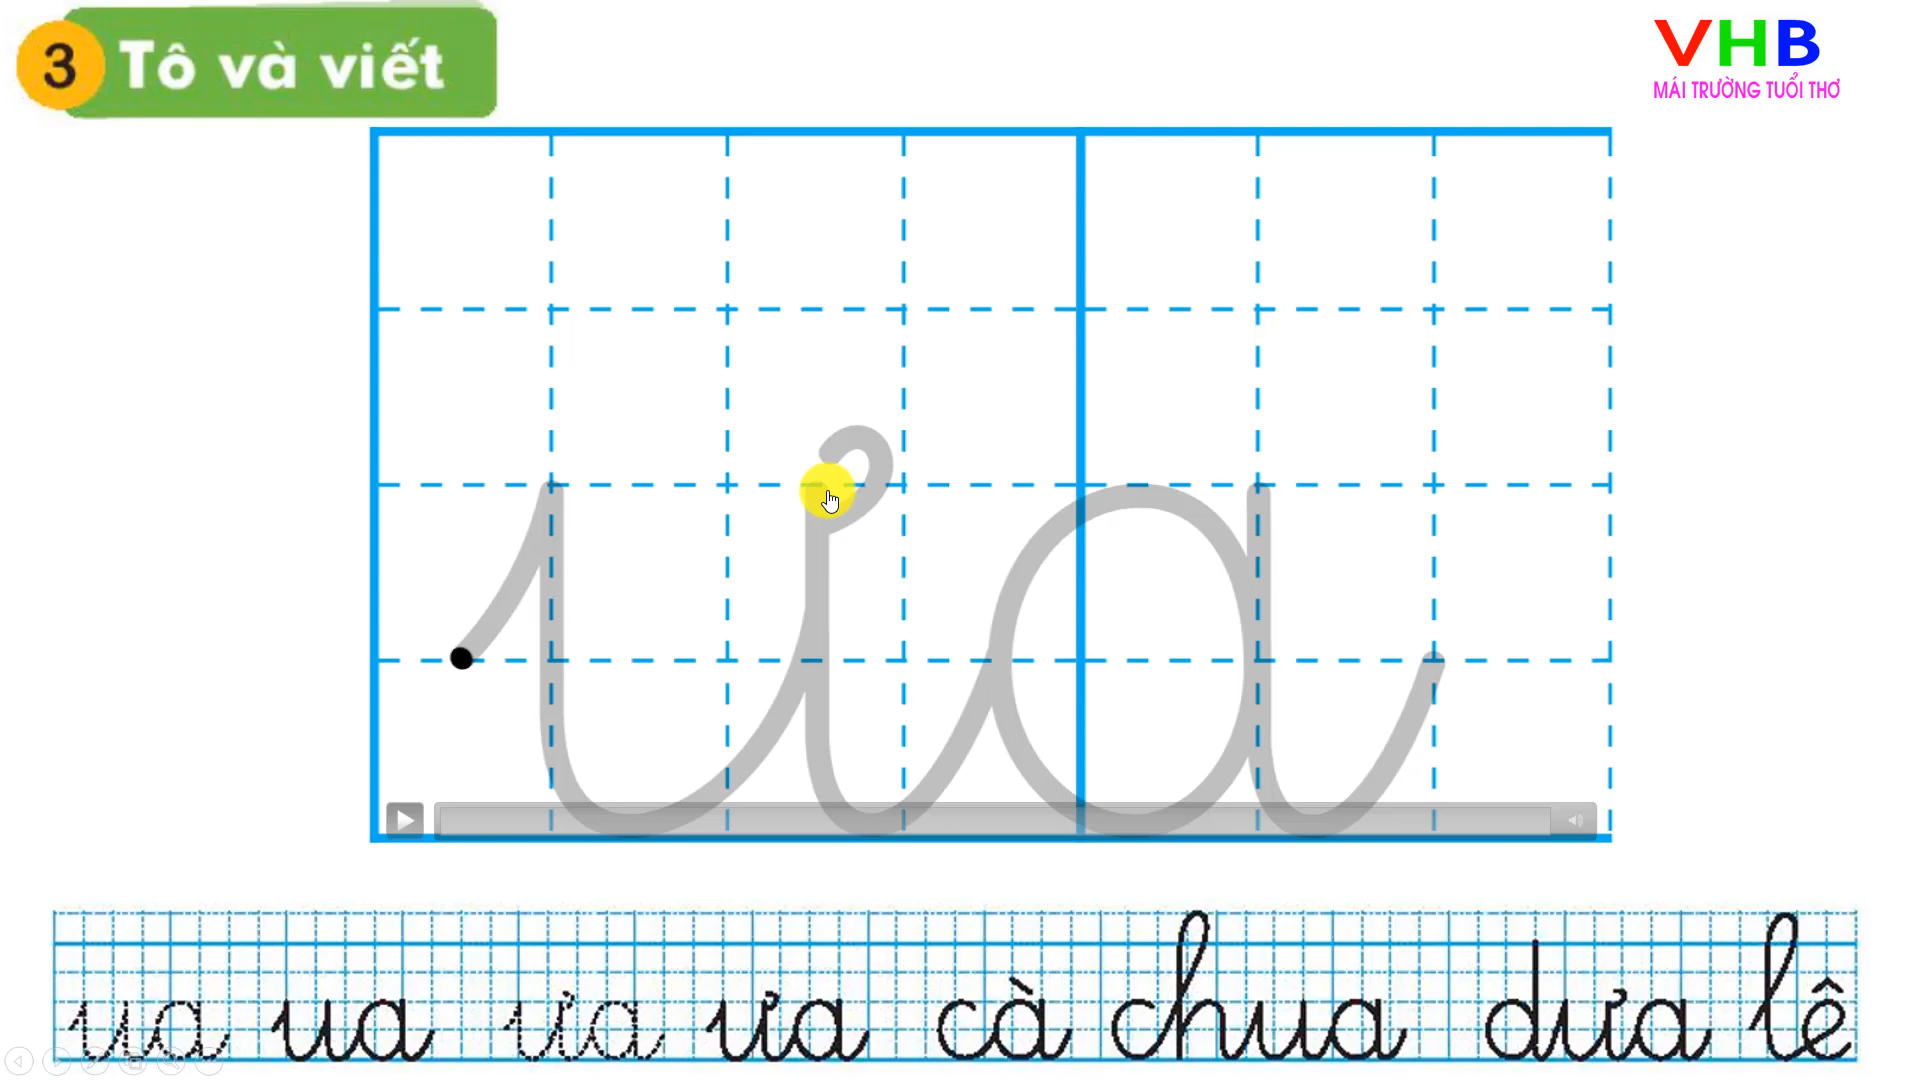 3 Tô và viết
VHB
MÁI TRƯỜNG TUỔI THƠ
ưa
ua ua ưa ưa cà chua dưa lê